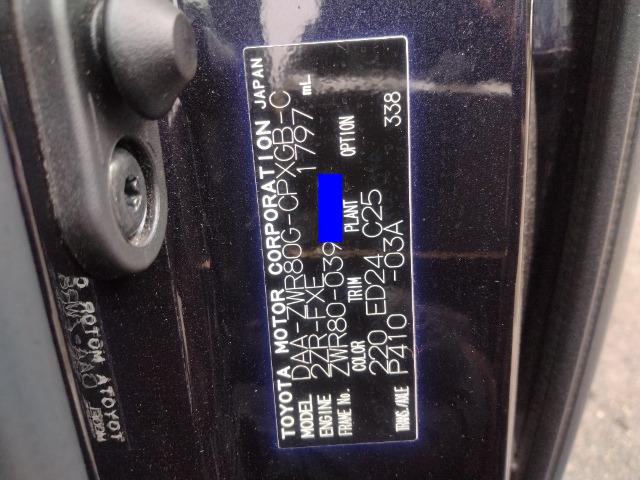 TOYOTA MOTOR CORPORATION JAPAN
MODEL DAA-ZWR80G-CPXGB-C
ENGINE 2ZR-FXE 1797 mL
FRAME No. ZWR80-039
COLOR TRIM PLANT OPTION
220 ED24 C25 338
TRANS/AXLE P410 -03A